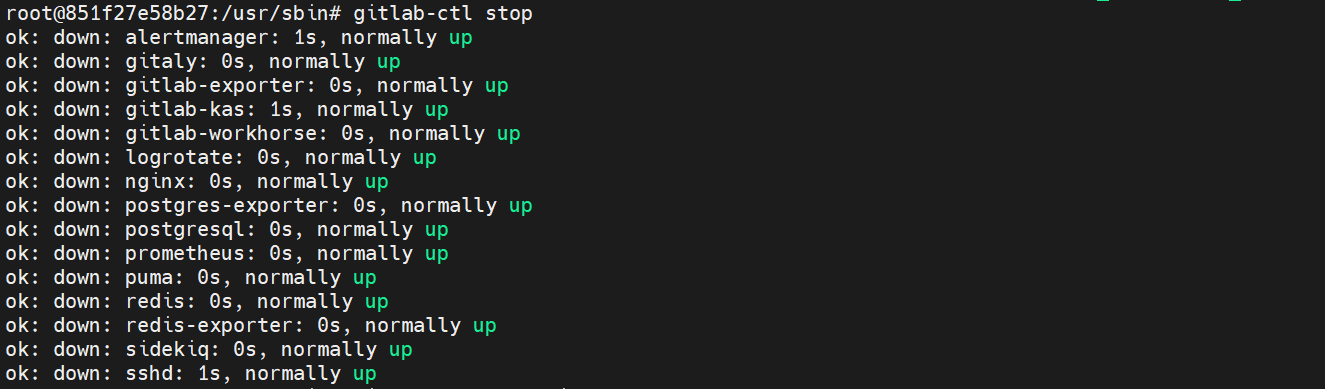 root@851f27e58b27:/usr/sbin# gitlab-ctl stop
ok: down: alertmanager: 1s, normally up
ok: down: gitaly: 0s, normally up
ok: down: gitlab-exporter: 0s, normally up
ok: down: gitlab-kas: 1s, normally up
ok: down: gitlab-workhorse: 0s, normally up
ok: down: logrotate: 0s, normally up
ok: down: nginx: 0s, normally up
ok: down: postgres-exporter: 0s, normally up
ok: down: postgresql: 0s, normally up
ok: down: prometheus: 0s, normally up
ok: down: puma: 0s, normally up
ok: down: redis: 0s, normally up
ok: down: redis-exporter: 0s, normally up
ok: down: sidekiq: 0s, normally up
ok: down: sshd: 1s, normally up